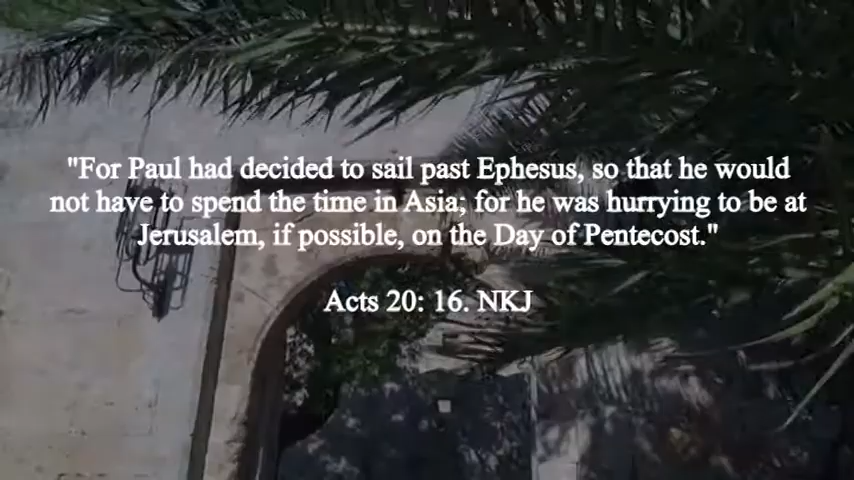 "For Paul had decided to sail past Ephesus, so that he would
not have to spend the time in Asia; for he was hurrying to be at
Jerusalem, if possible, on the Day of Pentecost."
Acts 20: 16. NKJ